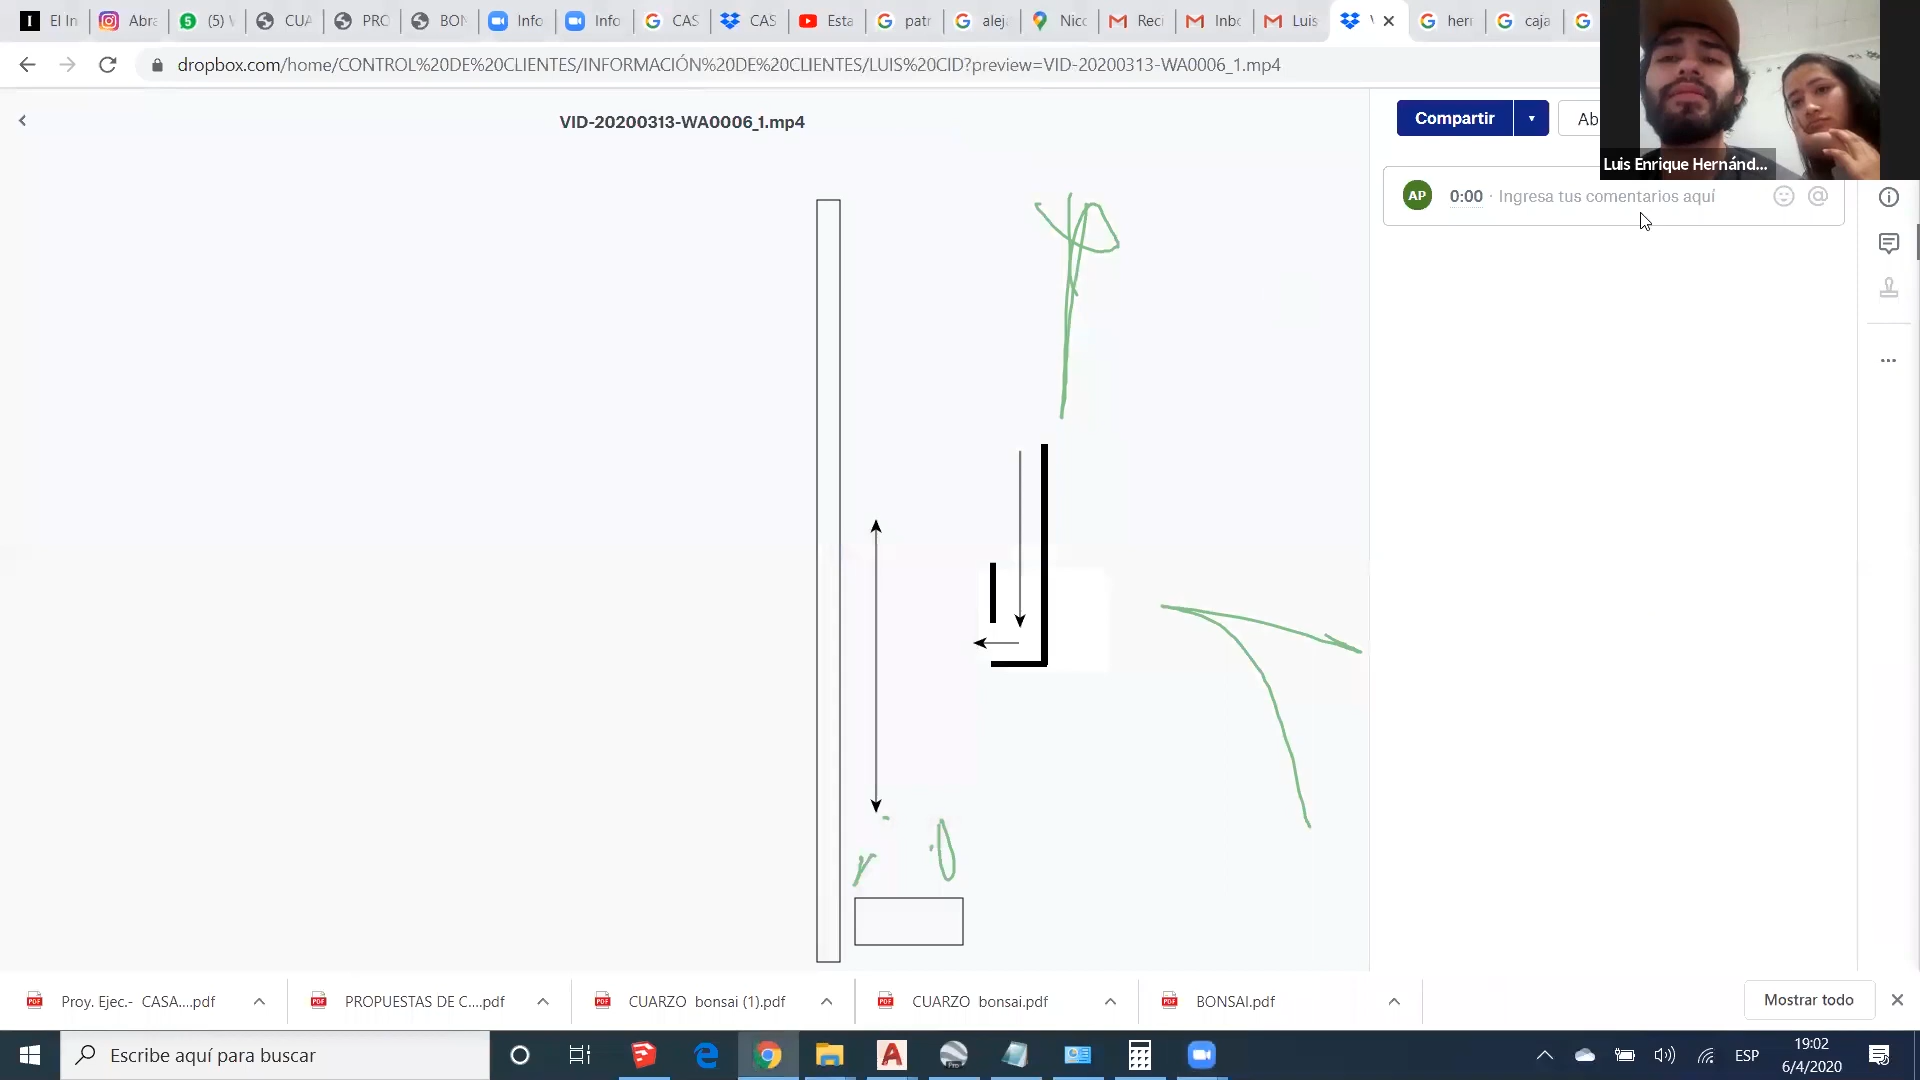 El In
Abra
(5) W
CUA
PRO
BON
Info
Info
CAS
CAS
Esta
patr
alej
Nico
Reci
Inbo
Luis
her
caja
dropbox.com/home/CONTROL%20DE%20CLIENTES/INFORMACIÓN%20DE%20CLIENTES/LUIS%20CID?preview=VID-20200313-WA0006_1.mp4
VID-20200313-WA0006_1.mp4
Compartir
Ab
Luis Enrique Hernánd...
AP 0:00 · Ingresa tus comentarios aquí
Proy. Ejec.- CASA....pdf
PROPUESTAS DE C....pdf
CUARZO bonsai (1).pdf
CUARZO bonsai.pdf
BONSAI.pdf
Mostrar todo
Escribe aquí para buscar
ESP
19:02
6/4/2020